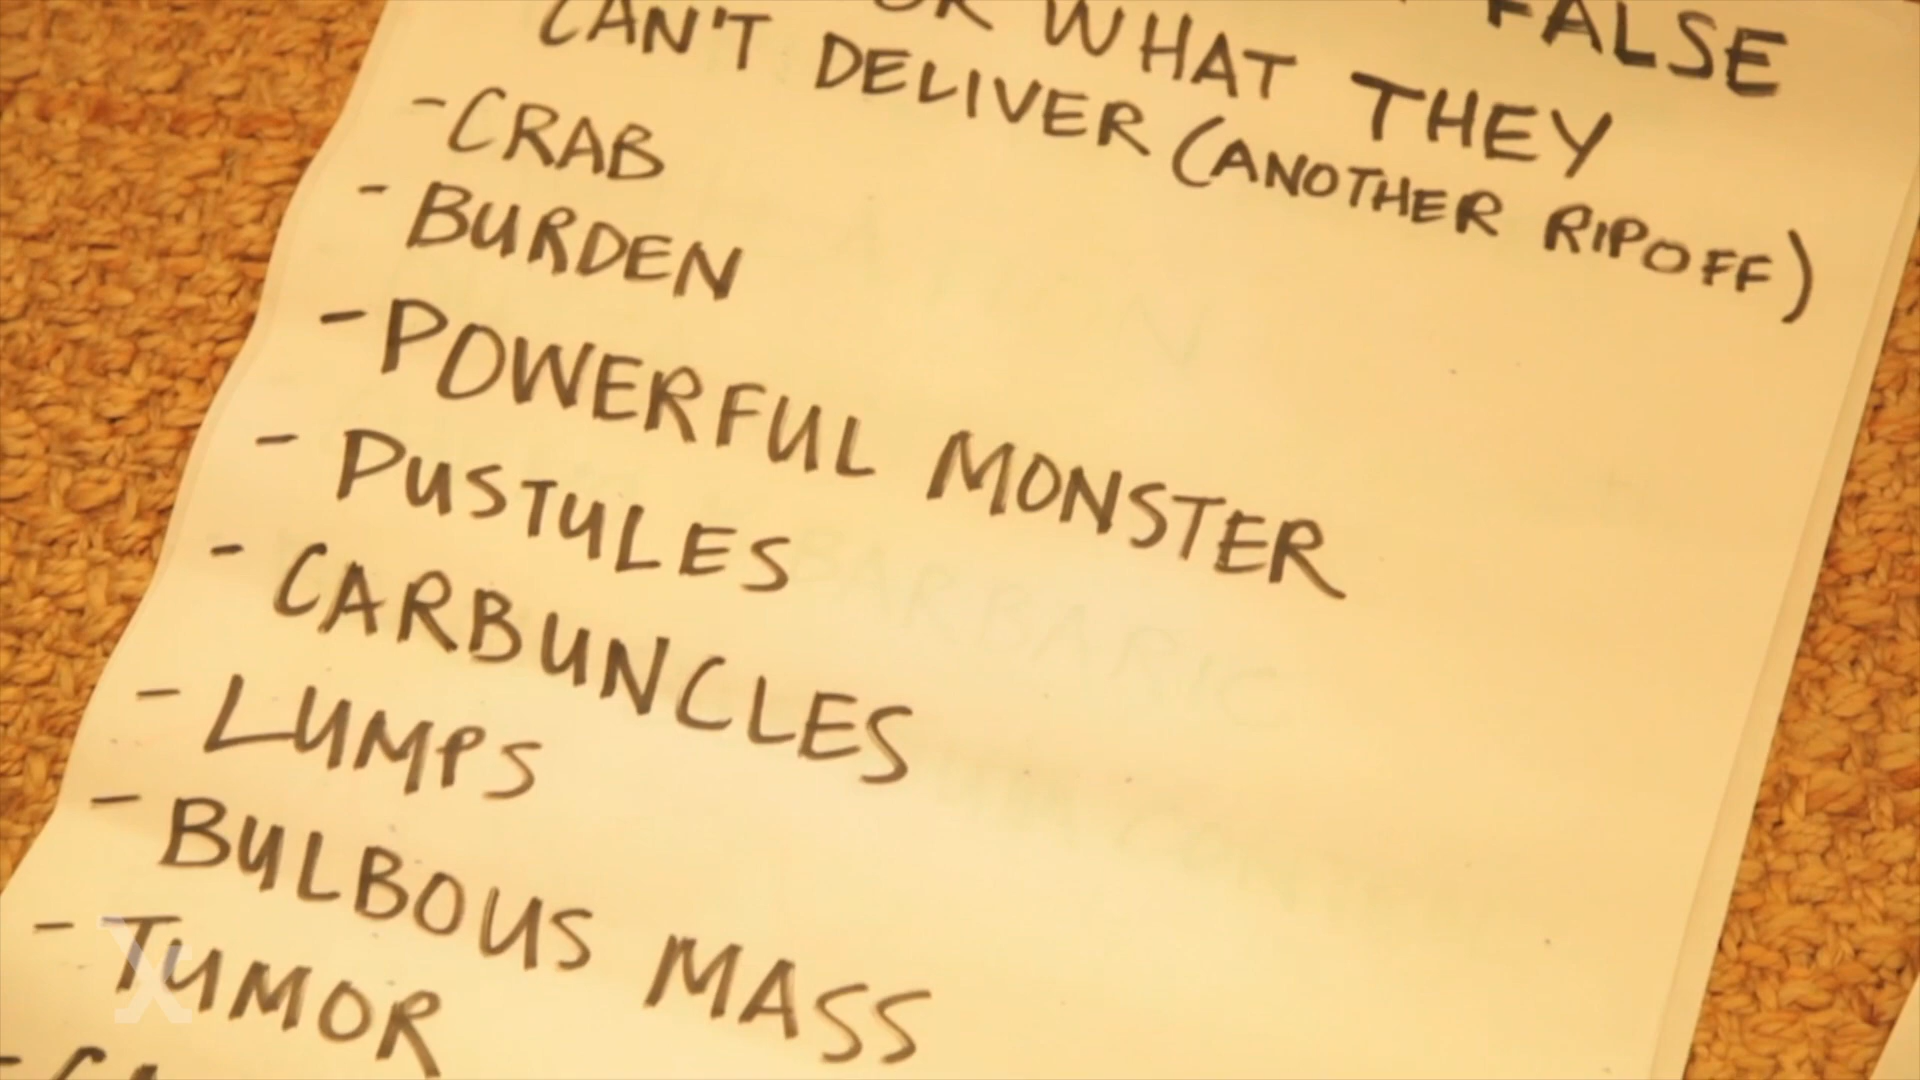 FALSE
OR WHAT THEY
CAN'T DELIVER (ANOTHER RIPOFF)
-CRAB
- BURDEN
- POWERFUL MONSTER
- PUSTULES
- CARBUNCLES
- LUMPS
- BULBOUS MASS
- TUMOR